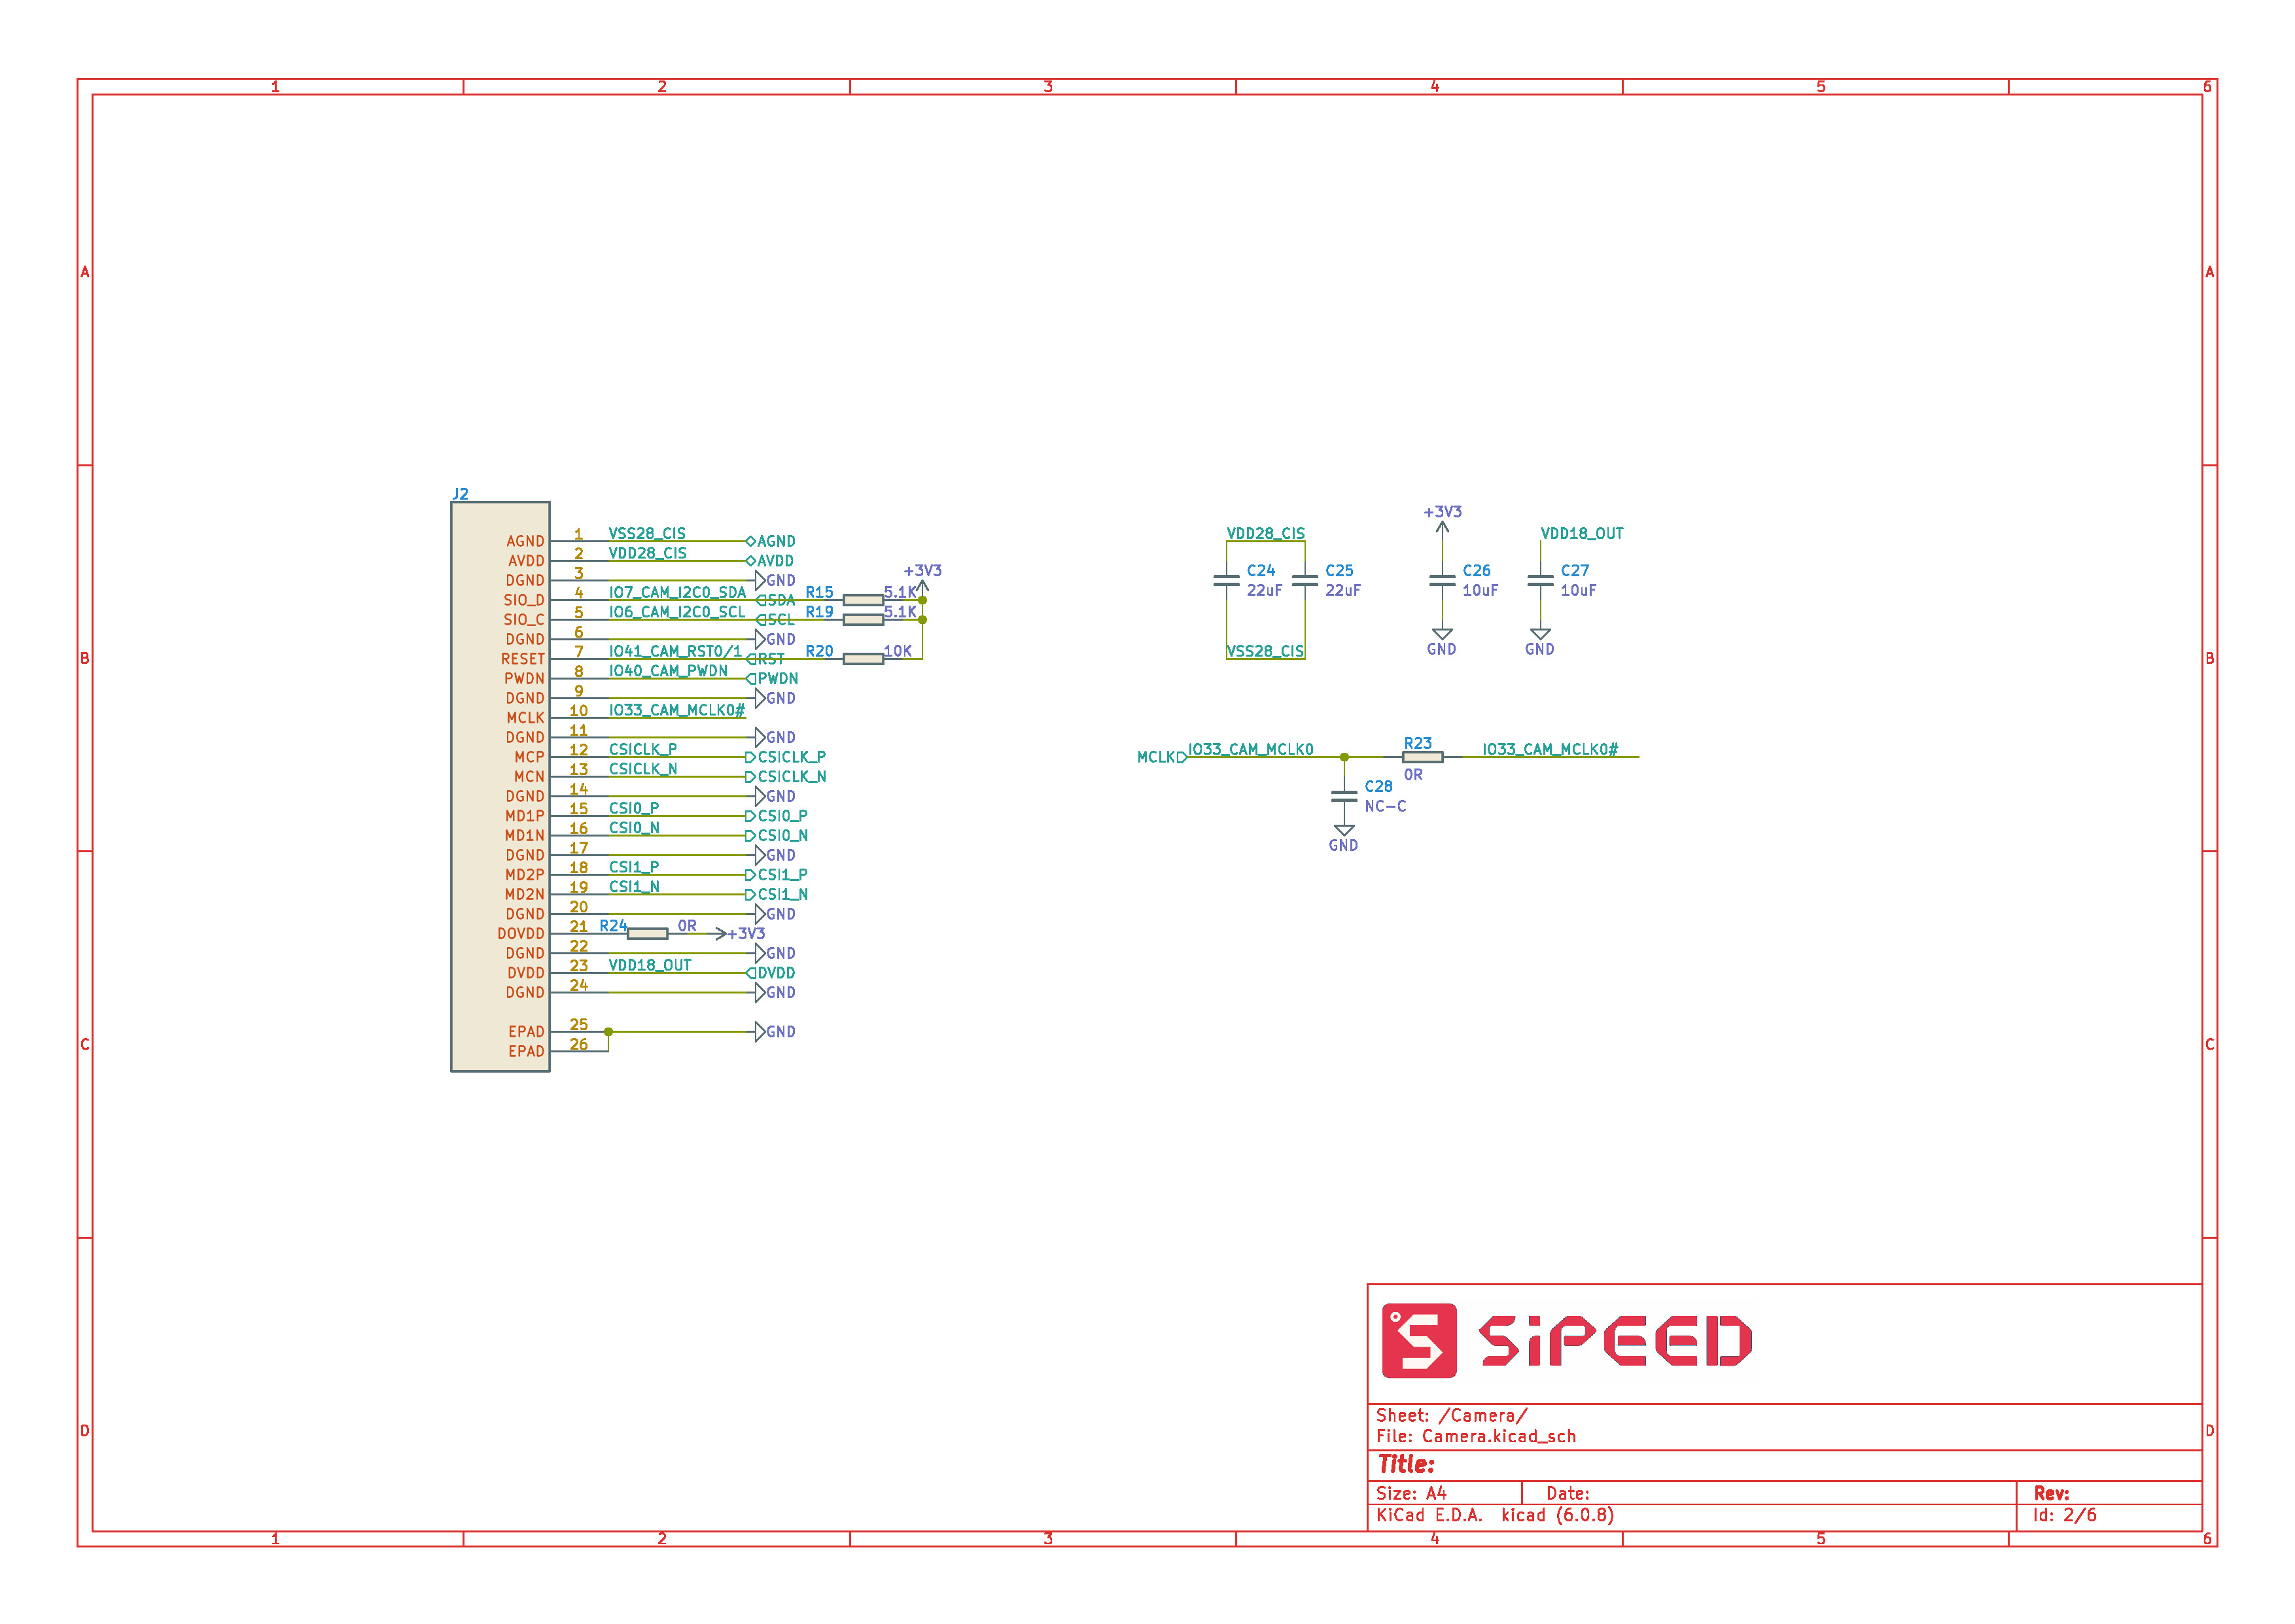 1 2 3 4 5 6
A A
B B
C C
D D
J2
AGND 1 VSS28_CIS AGND
AVDD 2 VDD28_CIS AVDD
DGND 3 GND
+3V3
SIO_D 4 IO7_CAM_I2C0_SDA SDA R15 5.1K
SIO_C 5 IO6_CAM_I2C0_SCL SCL R19 5.1K
DGND 6 GND
RESET 7 IO41_CAM_RST0/1 RST R20 10K
PWDN 8 IO40_CAM_PWDN PWDN
DGND 9 GND
MCLK 10 IO33_CAM_MCLK0#
DGND 11 GND
MCP 12 CSICLK_P CSICLK_P
MCN 13 CSICLK_N CSICLK_N
DGND 14 GND
MD1P 15 CSI0_P CSI0_P
MD1N 16 CSI0_N CSI0_N
DGND 17 GND
MD2P 18 CSI1_P CSI1_P
MD2N 19 CSI1_N CSI1_N
DGND 20 GND
DOVDD 21 R24 0R +3V3
DGND 22 GND
DVDD 23 VDD18_OUT DVDD
DGND 24 GND
EPAD 25 GND
EPAD 26
+3V3
VDD28_CIS VDD18_OUT
C24 C25 C26 C27
22uF 22uF 10uF 10uF
VSS28_CIS GND GND
MCLK IO33_CAM_MCLK0 R23 IO33_CAM_MCLK0#
0R
C28
NC-C
GND
SiPEED
Sheet: /Camera/
File: Camera.kicad_sch
Title:
Size: A4 Date: Rev:
KiCad E.D.A. kicad (6.0.8) Id: 2/6
1 2 3 4 5 6